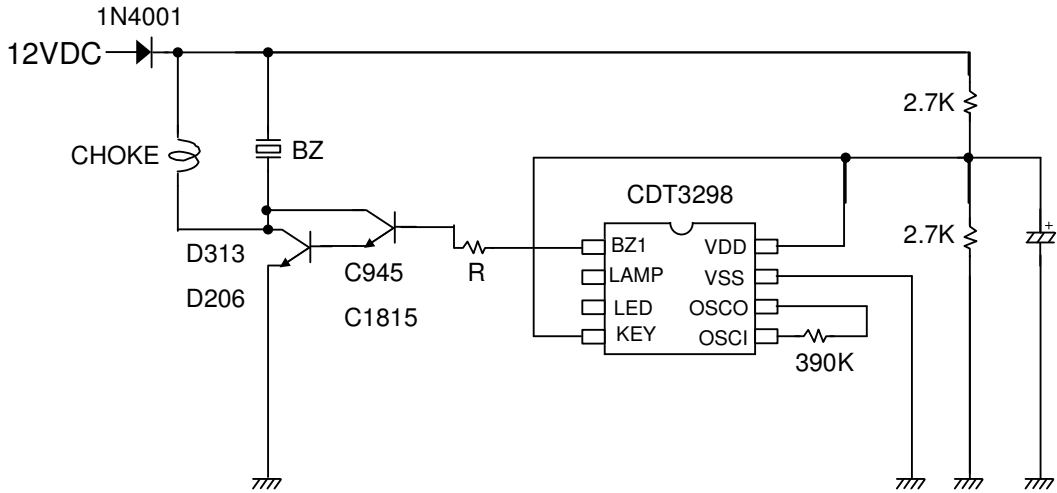 1N4001
12VDC
2.7K
CHOKE
BZ
CDT3298
D313
D206
C945
C1815
R
BZ1
VDD
LAMP
VSS
LED
OSCO
KEY
OSCI
2.7K
+
390K